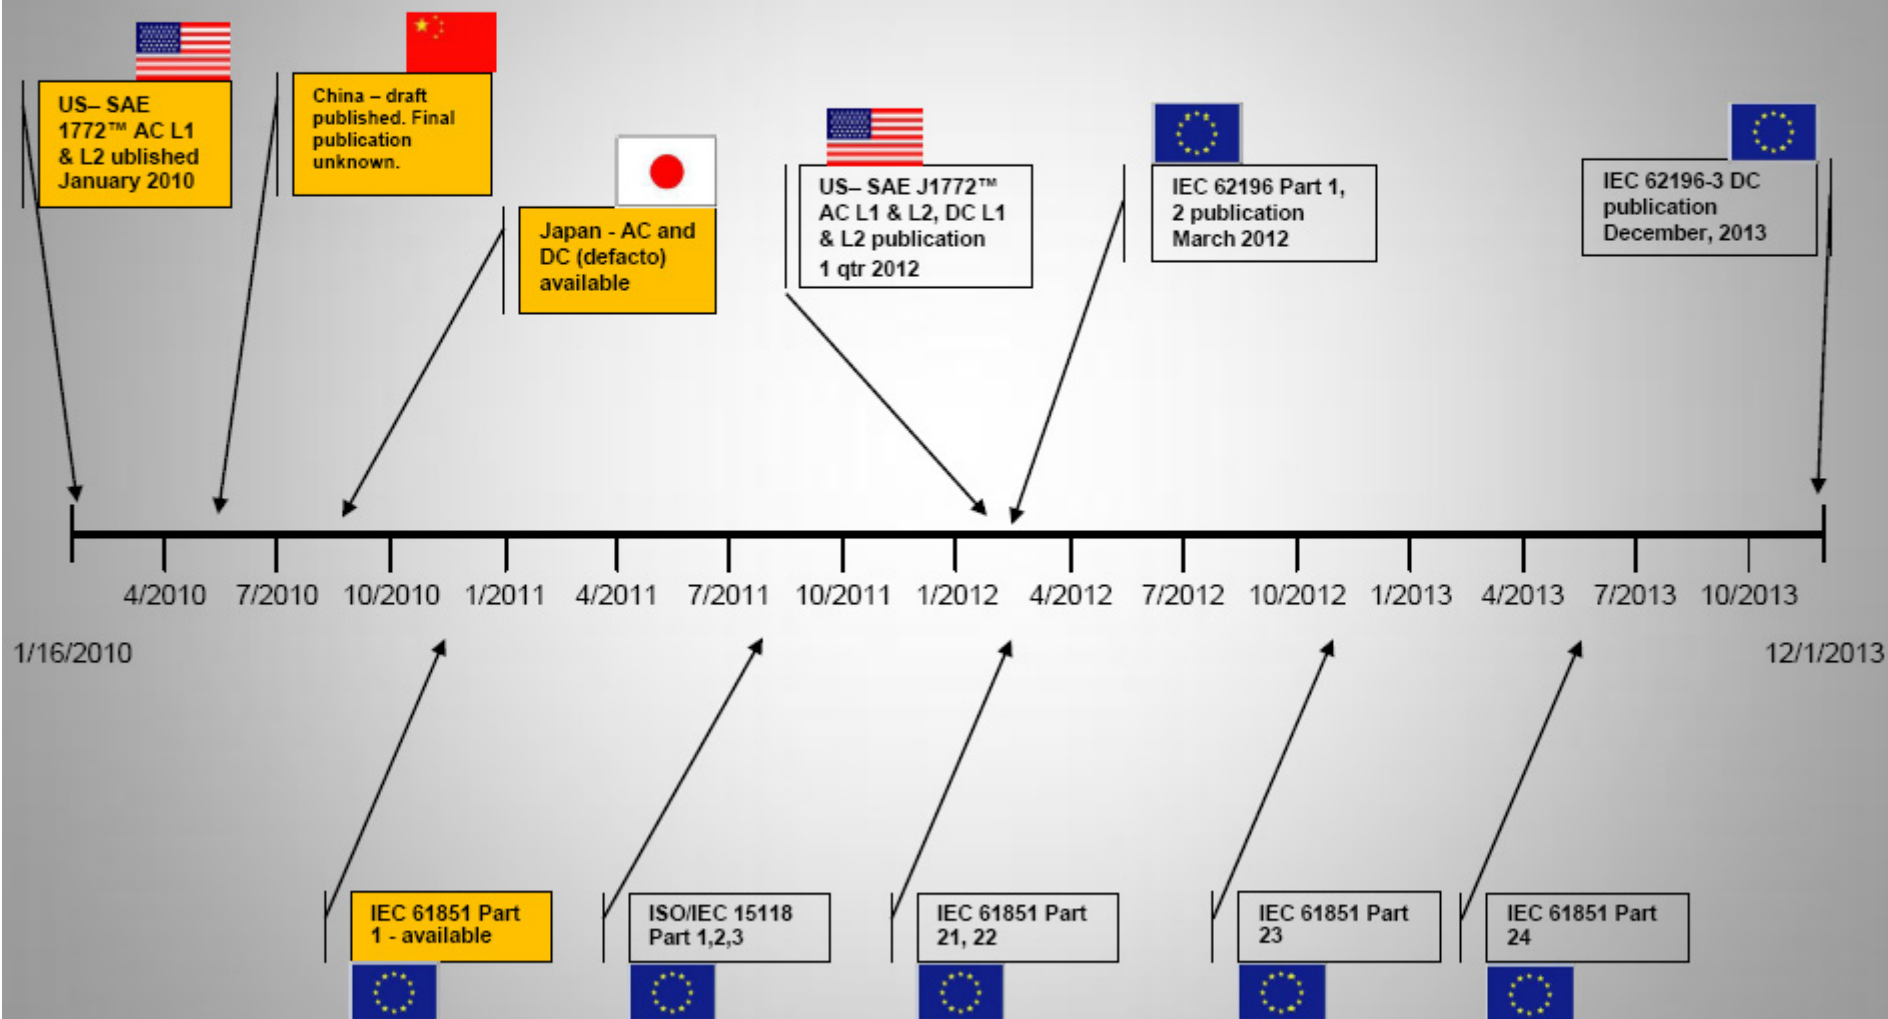 US– SAE
1772™ AC L1
& L2 ublished
January 2010
China – draft
published. Final
publication
unknown.
Japan - AC and
DC (defacto)
available
US– SAE J1772™
AC L1 & L2, DC L1
& L2 publication
1 qtr 2012
IEC 62196 Part 1,
2 publication
March 2012
IEC 62196-3 DC
publication
December, 2013
4/2010 7/2010 10/2010 1/2011 4/2011 7/2011 10/2011 1/2012 4/2012 7/2012 10/2012 1/2013 4/2013 7/2013 10/2013
1/16/2010 12/1/2013
IEC 61851 Part
1 - available
ISO/IEC 15118
Part 1,2,3
IEC 61851 Part
21, 22
IEC 61851 Part
23
IEC 61851 Part
24